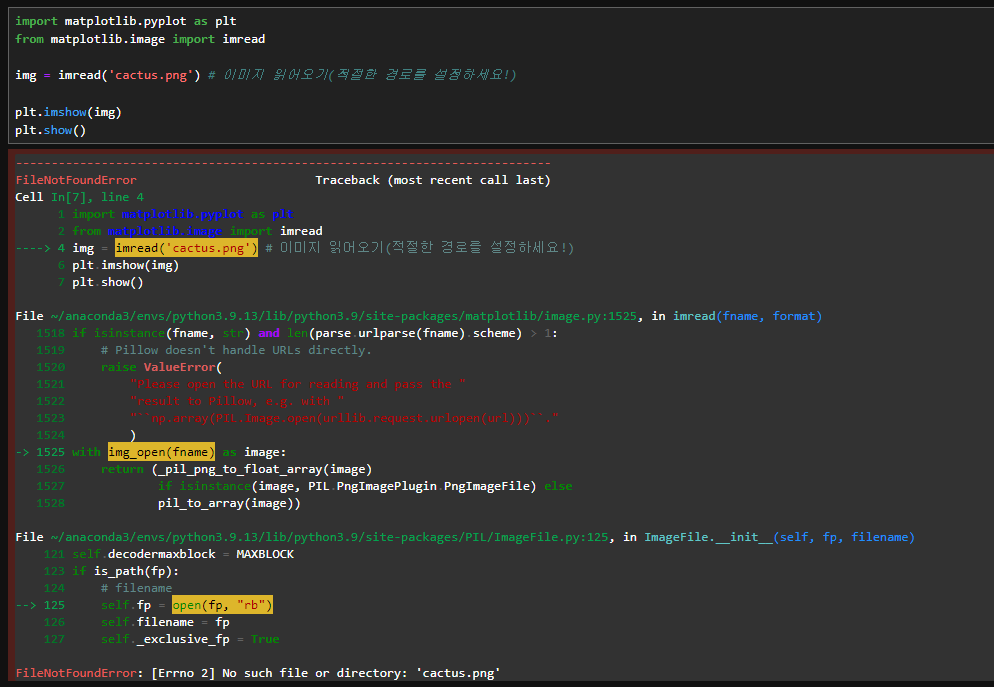 import matplotlib.pyplot as plt
from matplotlib.image import imread
img = imread('cactus.png') # 이미지 읽어오기(적절한 경로를 설정하세요!)
plt.imshow(img)
plt.show()
---------------------------------------------------------------------------
FileNotFoundError                         Traceback (most recent call last)
Cell In[7], line 4
      1 import matplotlib.pyplot as plt
      2 from matplotlib.image import imread
----> 4 img = imread('cactus.png') # 이미지 읽어오기(적절한 경로를 설정하세요!)
      6 plt.imshow(img)
      7 plt.show()
File ~/anaconda3/envs/python3.9.13/lib/python3.9/site-packages/matplotlib/image.py:1525, in imread(fname, format)
   1518 if isinstance(fname, str) and len(parse.urlparse(fname).scheme) > 1:
   1519     # Pillow doesn't handle URLs directly.
   1520     raise ValueError(
   1521         "Please open the URL for reading and pass the "
   1522         "result to Pillow, e.g. with "
   1523         "``np.array(PIL.Image.open(urllib.request.urlopen(url)))``."
   1524         )
-> 1525 with img_open(fname) as image:
   1526     return (_pil_png_to_float_array(image)
   1527             if isinstance(image, PIL.PngImagePlugin.PngImageFile) else
   1528             pil_to_array(image))
File ~/anaconda3/envs/python3.9.13/lib/python3.9/site-packages/PIL/ImageFile.py:125, in ImageFile.__init__(self, fp, filename)
    121 self.decodermaxblock = MAXBLOCK
    123 if is_path(fp):
    124     # filename
--> 125     self.fp = open(fp, "rb")
    126     self.filename = fp
    127     self._exclusive_fp = True
FileNotFoundError: [Errno 2] No such file or directory: 'cactus.png'